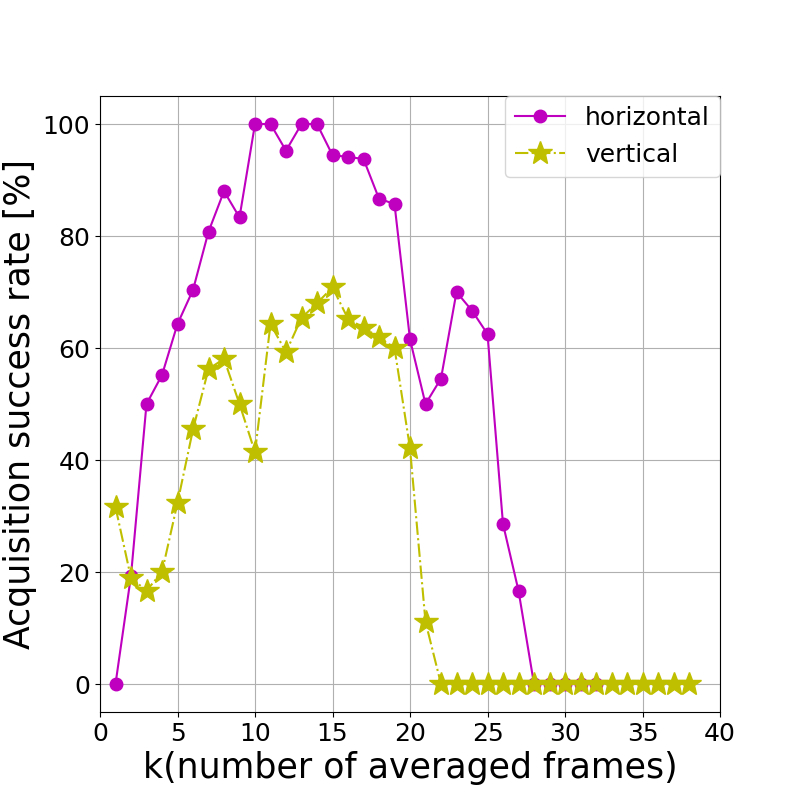 horizontal
vertical
100
80
60
40
20
0
Acquisition success rate [%]
0 5 10 15 20 25 30 35 40
k(number of averaged frames)